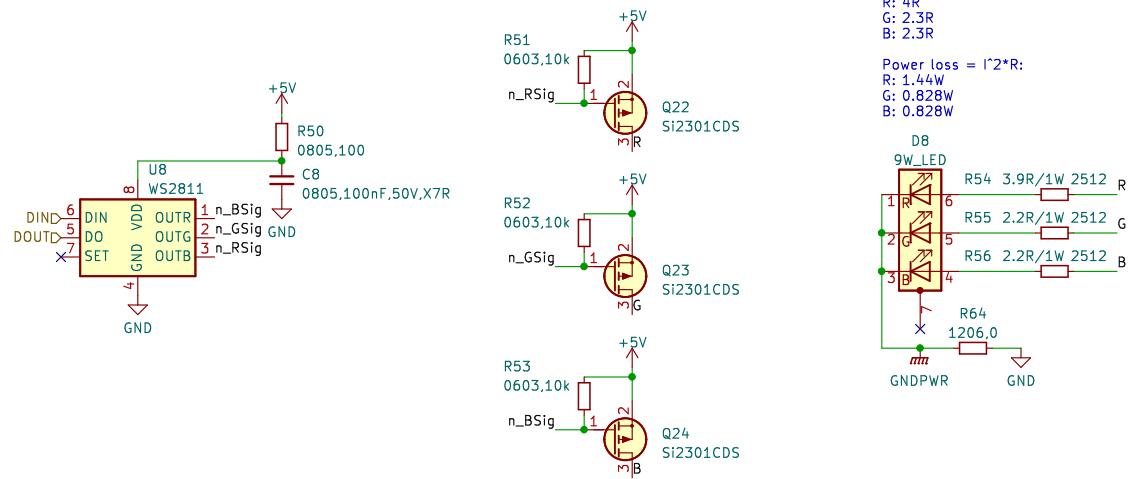 R: 4R
G: 2.3R
B: 2.3R
Power loss = I^2*R:
R: 1.44W
G: 0.828W
B: 0.828W
+5V
R50
0805,100
C8
0805,100nF,50V,X7R
GND
U8
WS2811
8
VDD
DIN
6
DIN
OUTR
1
n_BSig
DOUT
5
DO
OUTG
2
n_GSig
7
SET
OUTB
3
n_RSig
GND
4
GND
+5V
R51
0603,10k
n_RSig
1
2
3
R
Q22
Si2301CDS
+5V
R52
0603,10k
n_GSig
1
2
3
G
Q23
Si2301CDS
+5V
R53
0603,10k
n_BSig
1
2
3
B
Q24
Si2301CDS
D8
9W_LED
1
R
6
R54 3.9R/1W 2512
R
2
G
5
R55 2.2R/1W 2512
G
3
B
4
R56 2.2R/1W 2512
B
7
R64
1206,0
GNDPWR
GND